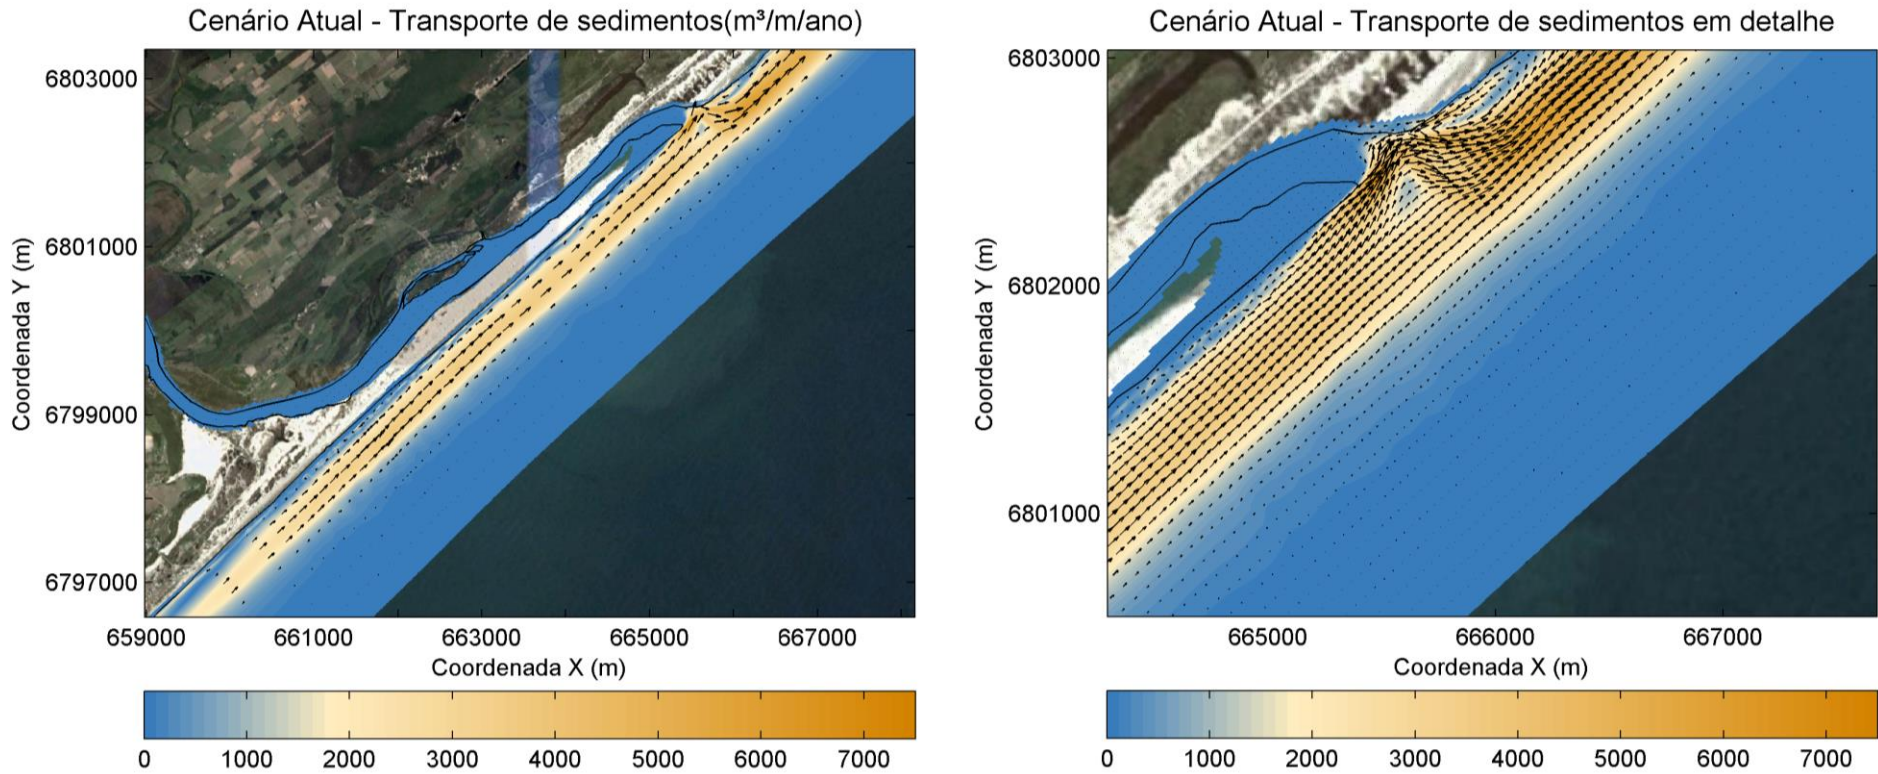 Cenário Atual - Transporte de sedimentos(m³/m/ano)
6803000
6801000
6799000
6797000
Coordenada Y (m)
659000 661000 663000 665000 667000
Coordenada X (m)
0 1000 2000 3000 4000 5000 6000 7000
Cenário Atual - Transporte de sedimentos em detalhe
6803000
6802000
6801000
Coordenada Y (m)
665000 666000 667000
Coordenada X (m)
0 1000 2000 3000 4000 5000 6000 7000